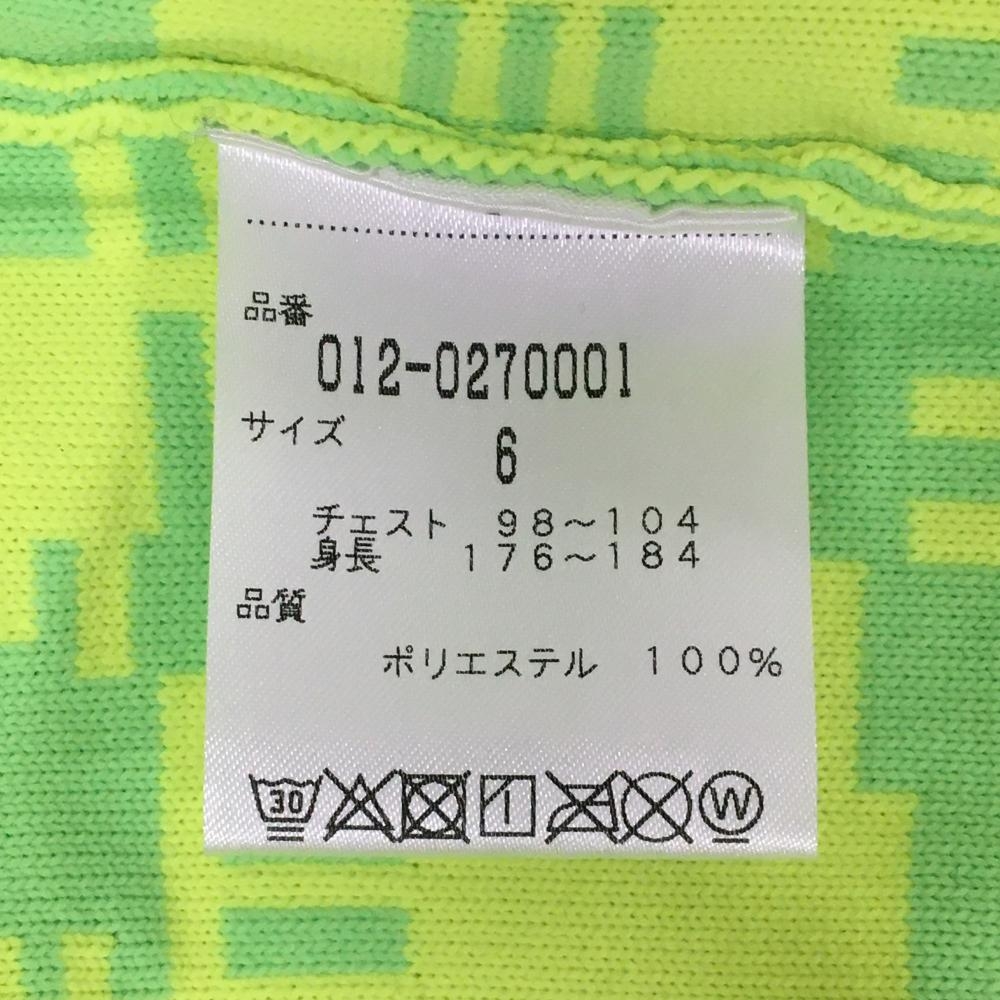 品番
012-0270001
サイズ
6
チェスト 98~104
身長 176~184
品質
ポリエステル 100%
30 W